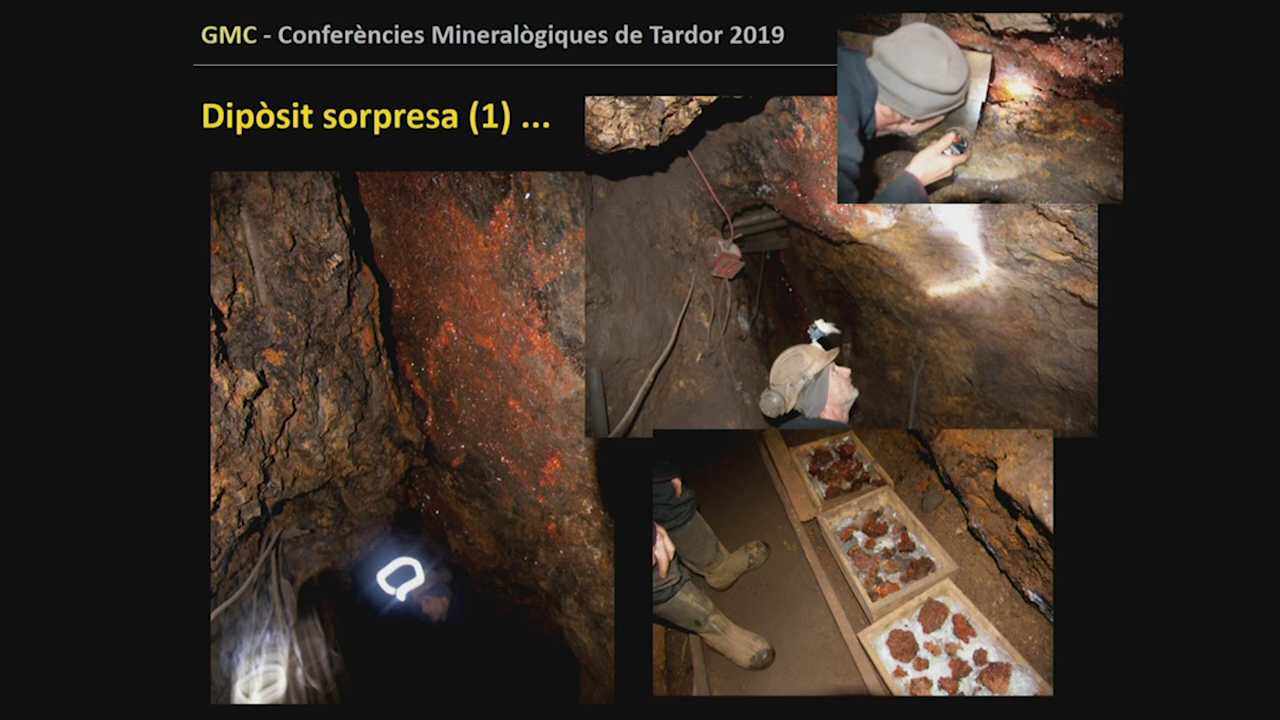 GMC - Conferències Mineralògiques de Tardor 2019
Dipòsit sorpresa (1) ...